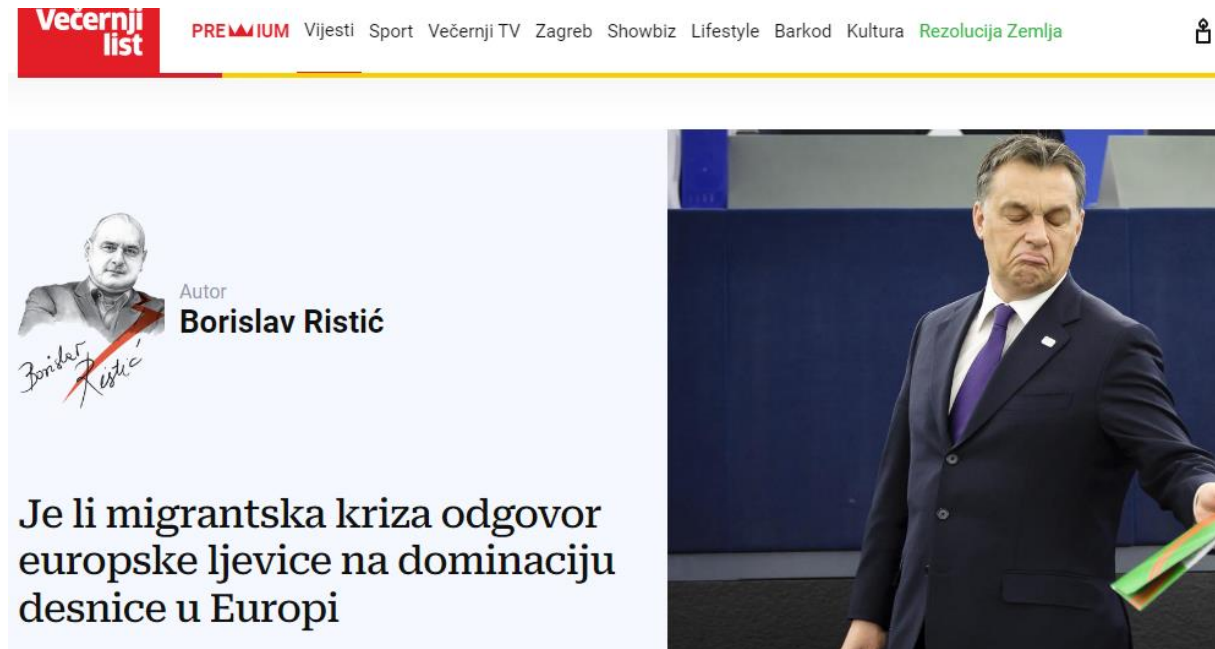 Večernji
list
PREMIUM Vijesti Sport Večernji TV Zagreb Showbiz Lifestyle Barkod Kultura Rezolucija Zemlja
Autor
Borislav Ristić
Borislav
Ristić
Je li migrantska kriza odgovor
europske ljevice na dominaciju
desnice u Europi